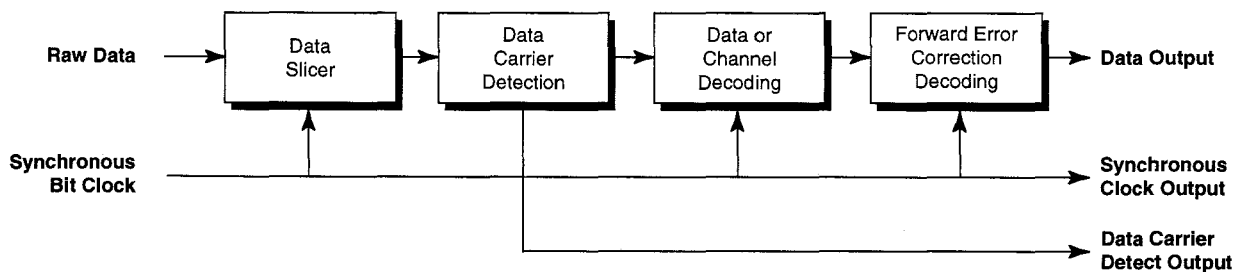 Raw Data
Data
Slicer
Data
Carrier
Detection
Data or
Channel
Decoding
Forward Error
Correction
Decoding
Data Output
Synchronous
Bit Clock
Synchronous
Clock Output
Data Carrier
Detect Output